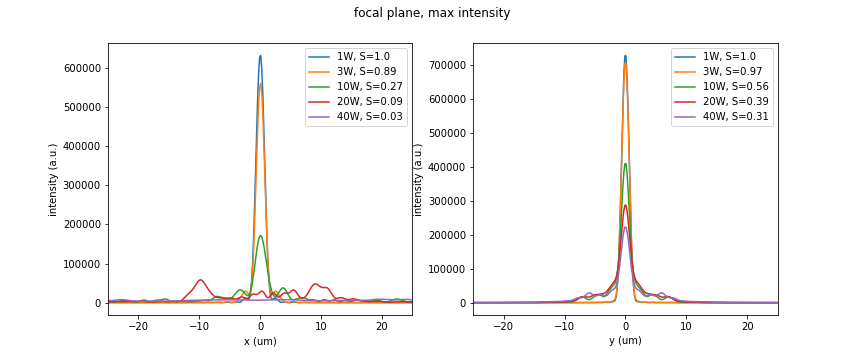 focal plane, max intensity
1W, S=1.0
3W, S=0.89
10W, S=0.27
20W, S=0.09
40W, S=0.03
600000
500000
400000
300000
200000
100000
0
intensity (a.u.)
−20
−10
0
10
20
x (um)
1W, S=1.0
3W, S=0.97
10W, S=0.56
20W, S=0.39
40W, S=0.31
700000
600000
500000
400000
300000
200000
100000
0
intensity (a.u.)
−20
−10
0
10
20
y (um)